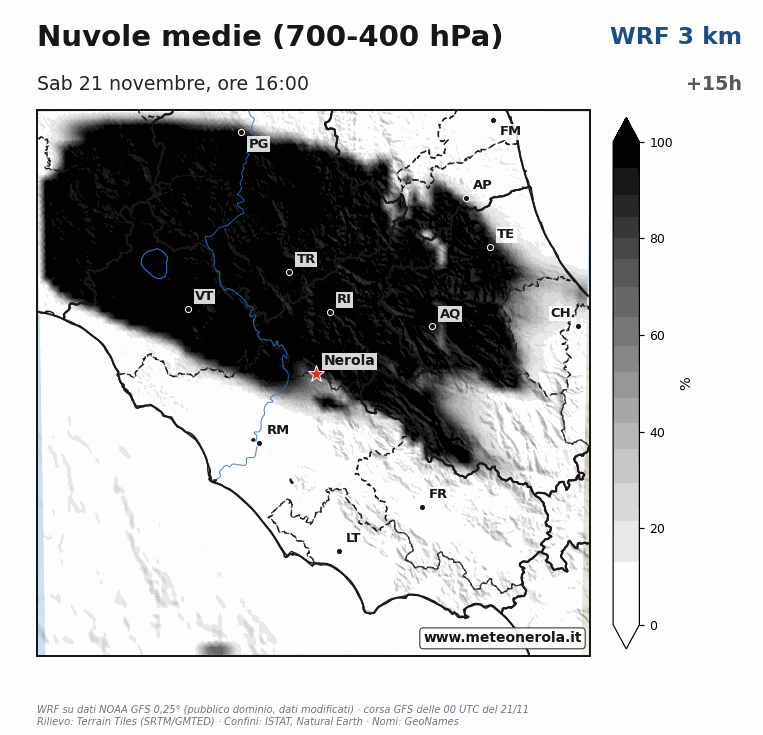 Nuvole medie (700-400 hPa)
WRF 3 km
Sab 21 novembre, ore 16:00
+15h
FM
PG
AP
TE
TR
VT
RI
AQ
CH
Nerola
RM
FR
LT
100
80
60
40
20
0
%
www.meteonerola.it
WRF su dati NOAA GFS 0,25° (pubblico dominio, dati modificati) · corsa GFS delle 00 UTC del 21/11
Rilievo: Terrain Tiles (SRTM/GMTED) · Confini: ISTAT, Natural Earth · Nomi: GeoNames